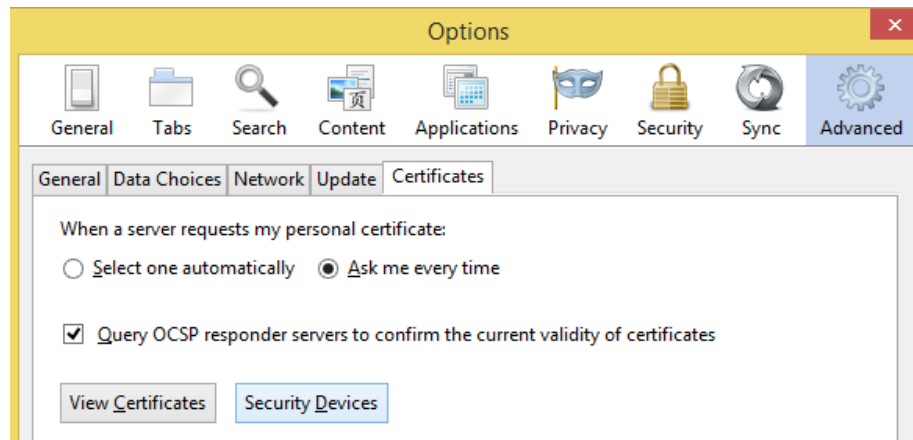 Options
General Tabs Search Content Applications Privacy Security Sync Advanced
General Data Choices Network Update Certificates
When a server requests my personal certificate:
Select one automatically Ask me every time
Query OCSP responder servers to confirm the current validity of certificates
View Certificates Security Devices